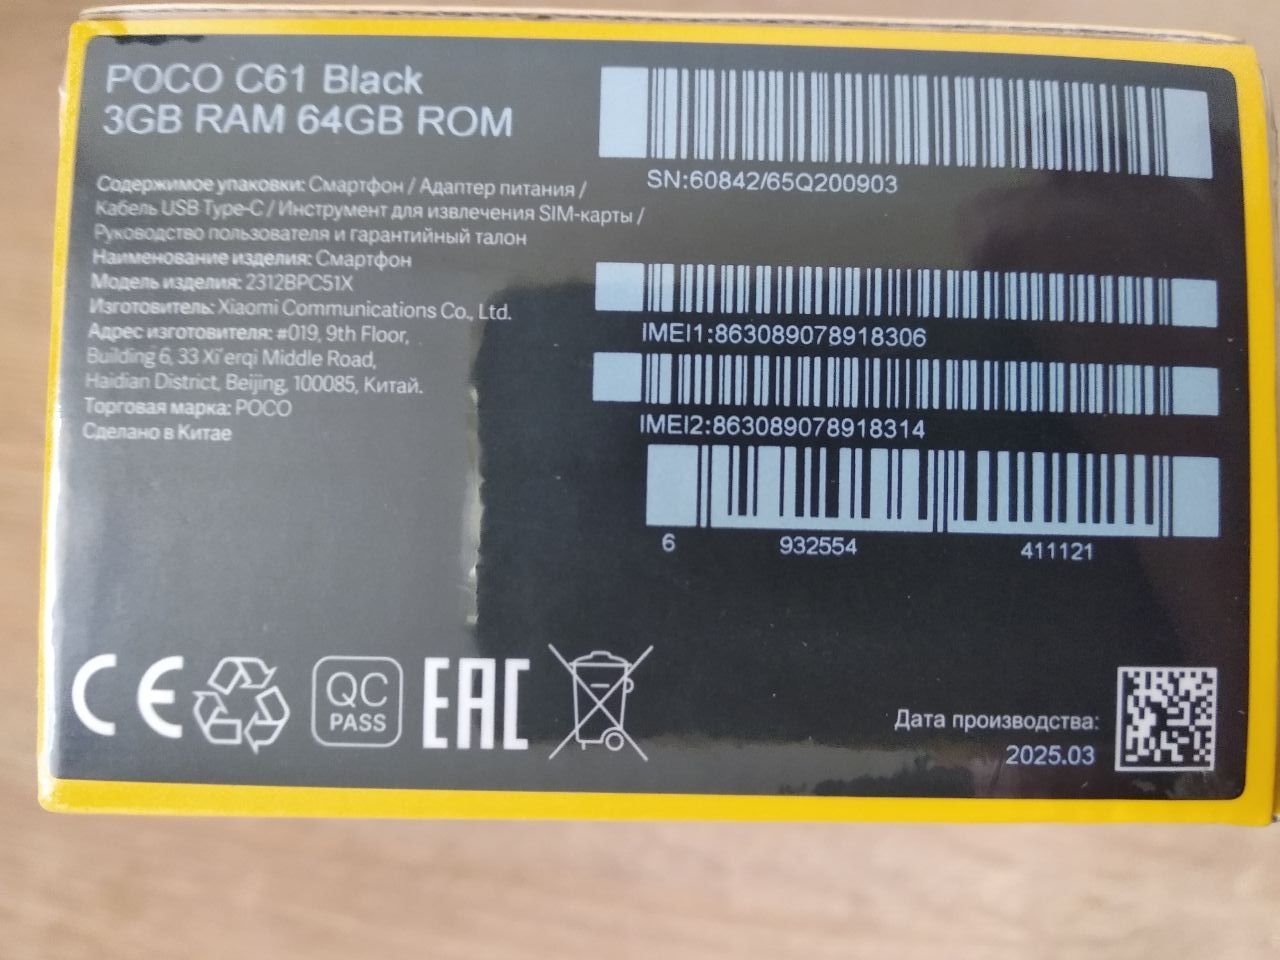 POCO C61 Black
3GB RAM 64GB ROM
Содержимое упаковки: Смартфон / Адаптер питания /
Кабель USB Type-C / Инструмент для извлечения SIM-карты /
Руководство пользователя и гарантийный талон
Наименование изделия: Смартфон
Модель изделия: 2312BPC51X
Изготовитель: Xiaomi Communications Co., Ltd.
Адрес изготовителя: #019, 9th Floor,
Building 6, 33 Xi'erqi Middle Road,
Haidian District, Beijing, 100085, Китай.
Торговая марка: POCO
Сделано в Китае
SN:60842/65Q200903
IMEI1:863089078918306
IMEI2:863089078918314
6 932554 411121
CE
QC
PASS
EAC
Дата производства:
2025.03